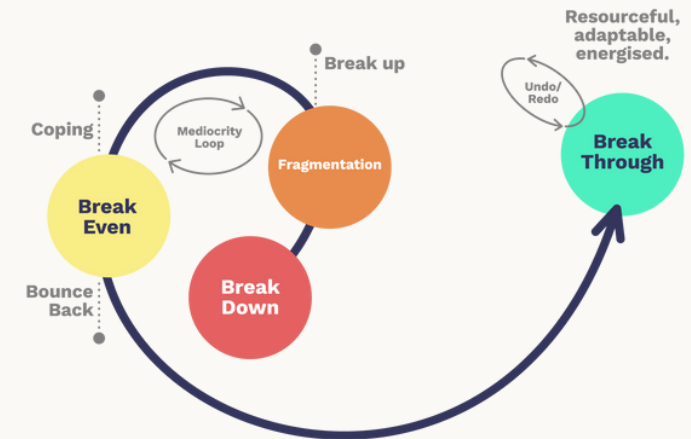 Resourceful,
adaptable,
energised.
Break up
Undo/
Redo
Coping
Mediocrity
Loop
Break
Through
Fragmentation
Break
Even
Bounce
Back
Break
Down